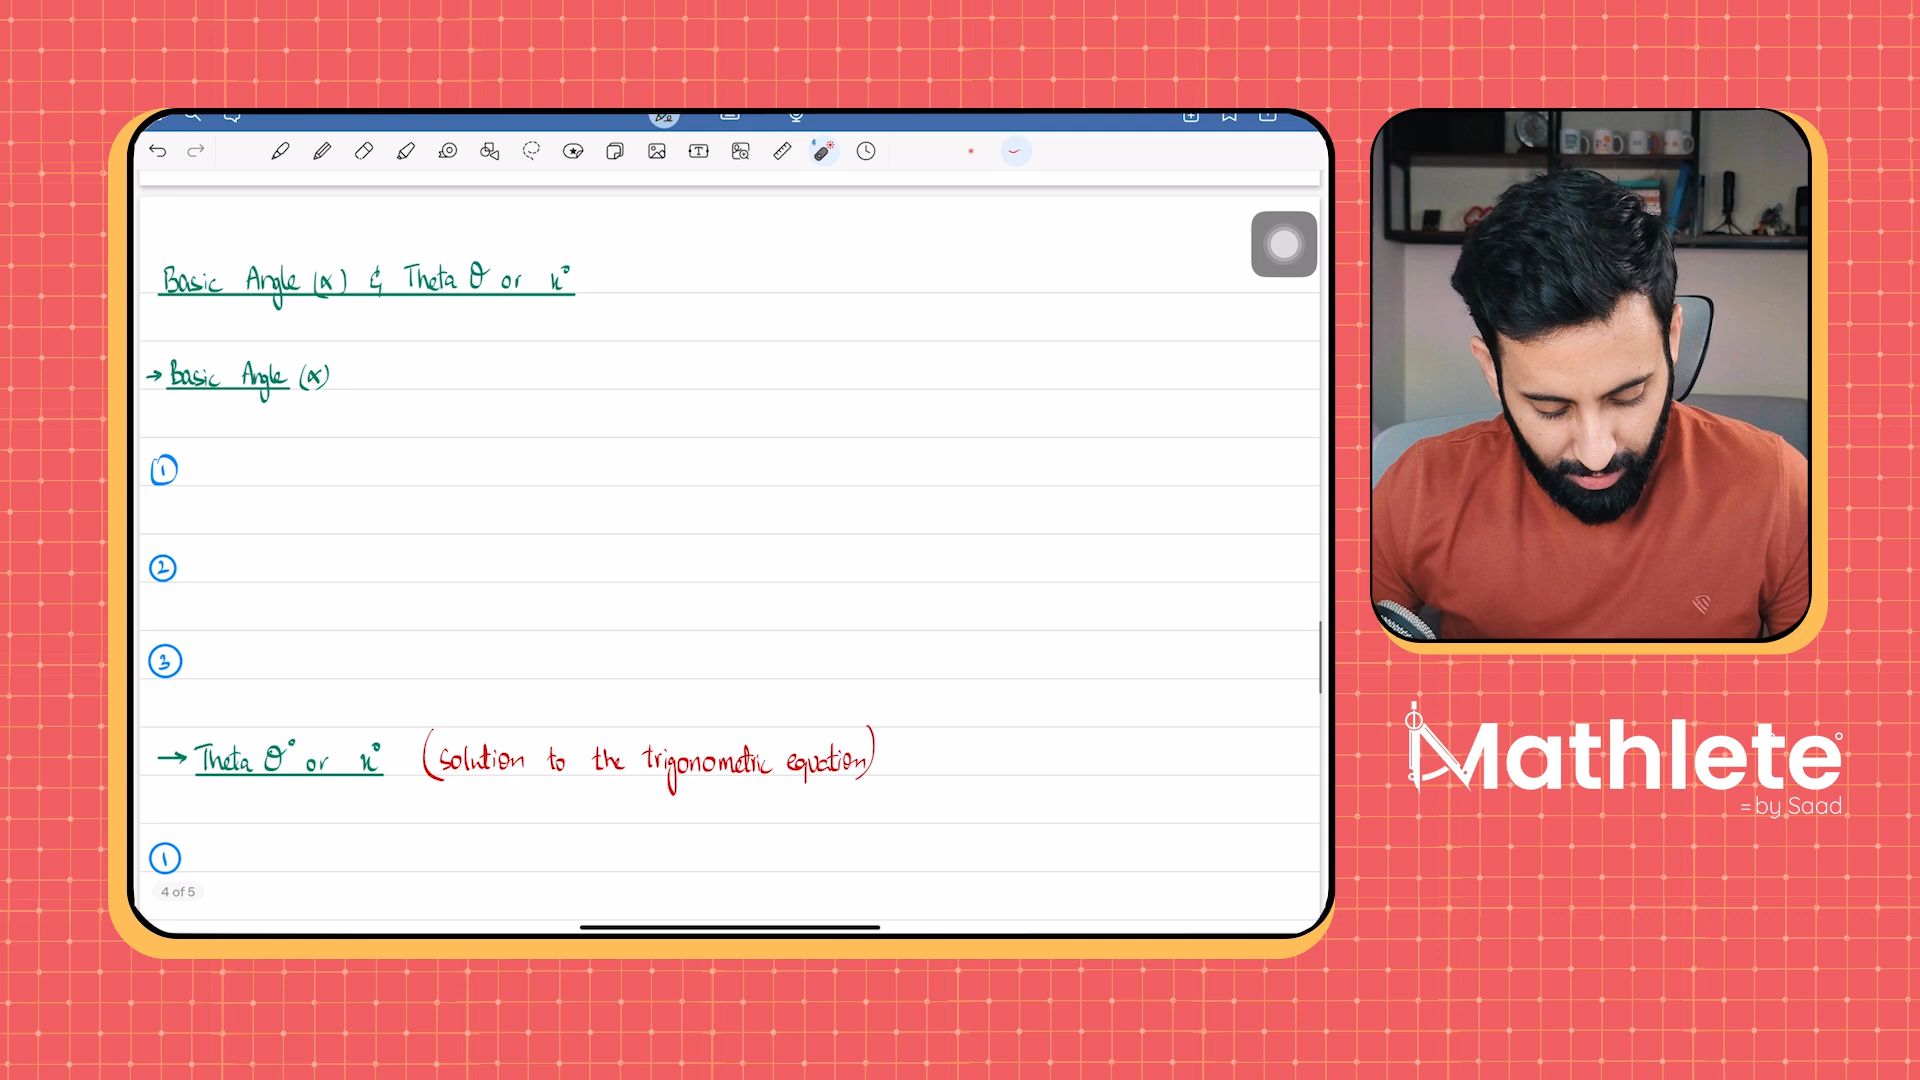 Basic Angle (α) & Theta θ or x°
→ Basic Angle (α)
①
②
③
→ Theta θ° or x° (solution to the trigonometric equation)
①
4 of 5
Mathlete
= by Saad